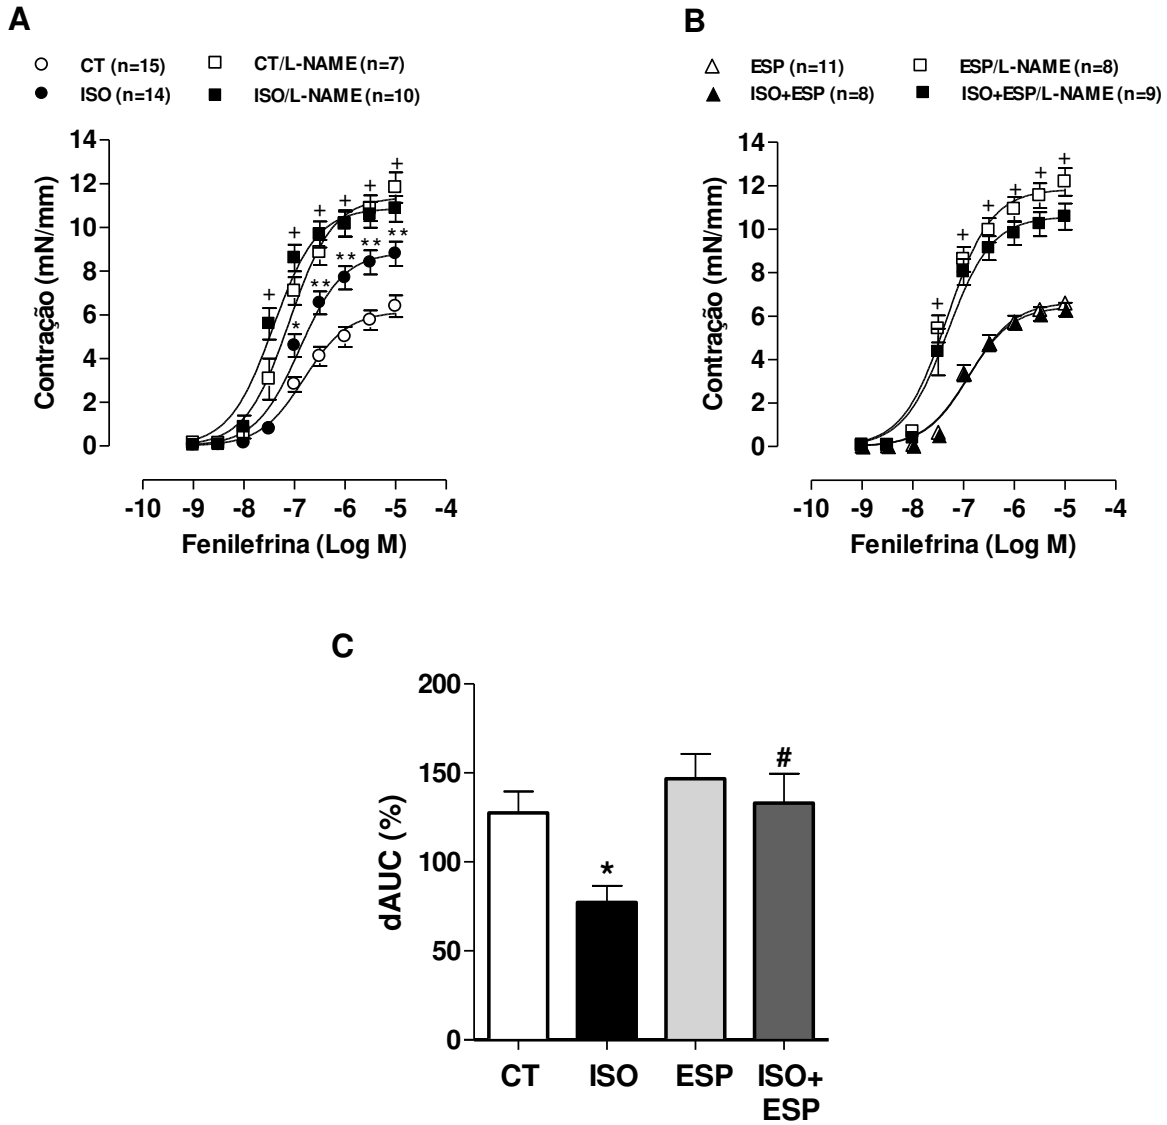 A
CT (n=15)
CT/L-NAME (n=7)
ISO (n=14)
ISO/L-NAME (n=10)
Contração (mN/mm)
14
12
10
8
6
4
2
0
+ + + + + + +
* ** ** ** **
-10 -9 -8 -7 -6 -5 -4
Fenilefrina (Log M)
B
ESP (n=11)
ESP/L-NAME (n=8)
ISO+ESP (n=8)
ISO+ESP/L-NAME (n=9)
Contração (mN/mm)
14
12
10
8
6
4
2
0
+ + + + + +
-10 -9 -8 -7 -6 -5 -4
Fenilefrina (Log M)
C
dAUC (%)
200
150
100
50
0
*
#
CT ISO ESP ISO+
ESP